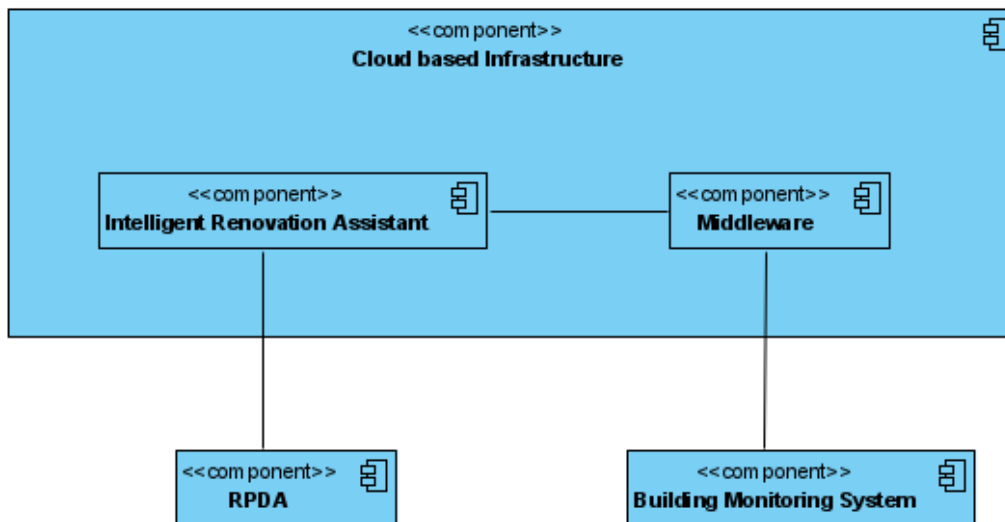 <<component>>
Cloud based Infrastructure
<<component>>
Intelligent Renovation Assistant
<<component>>
Middleware
<<component>>
RPDA
<<component>>
Building Monitoring System